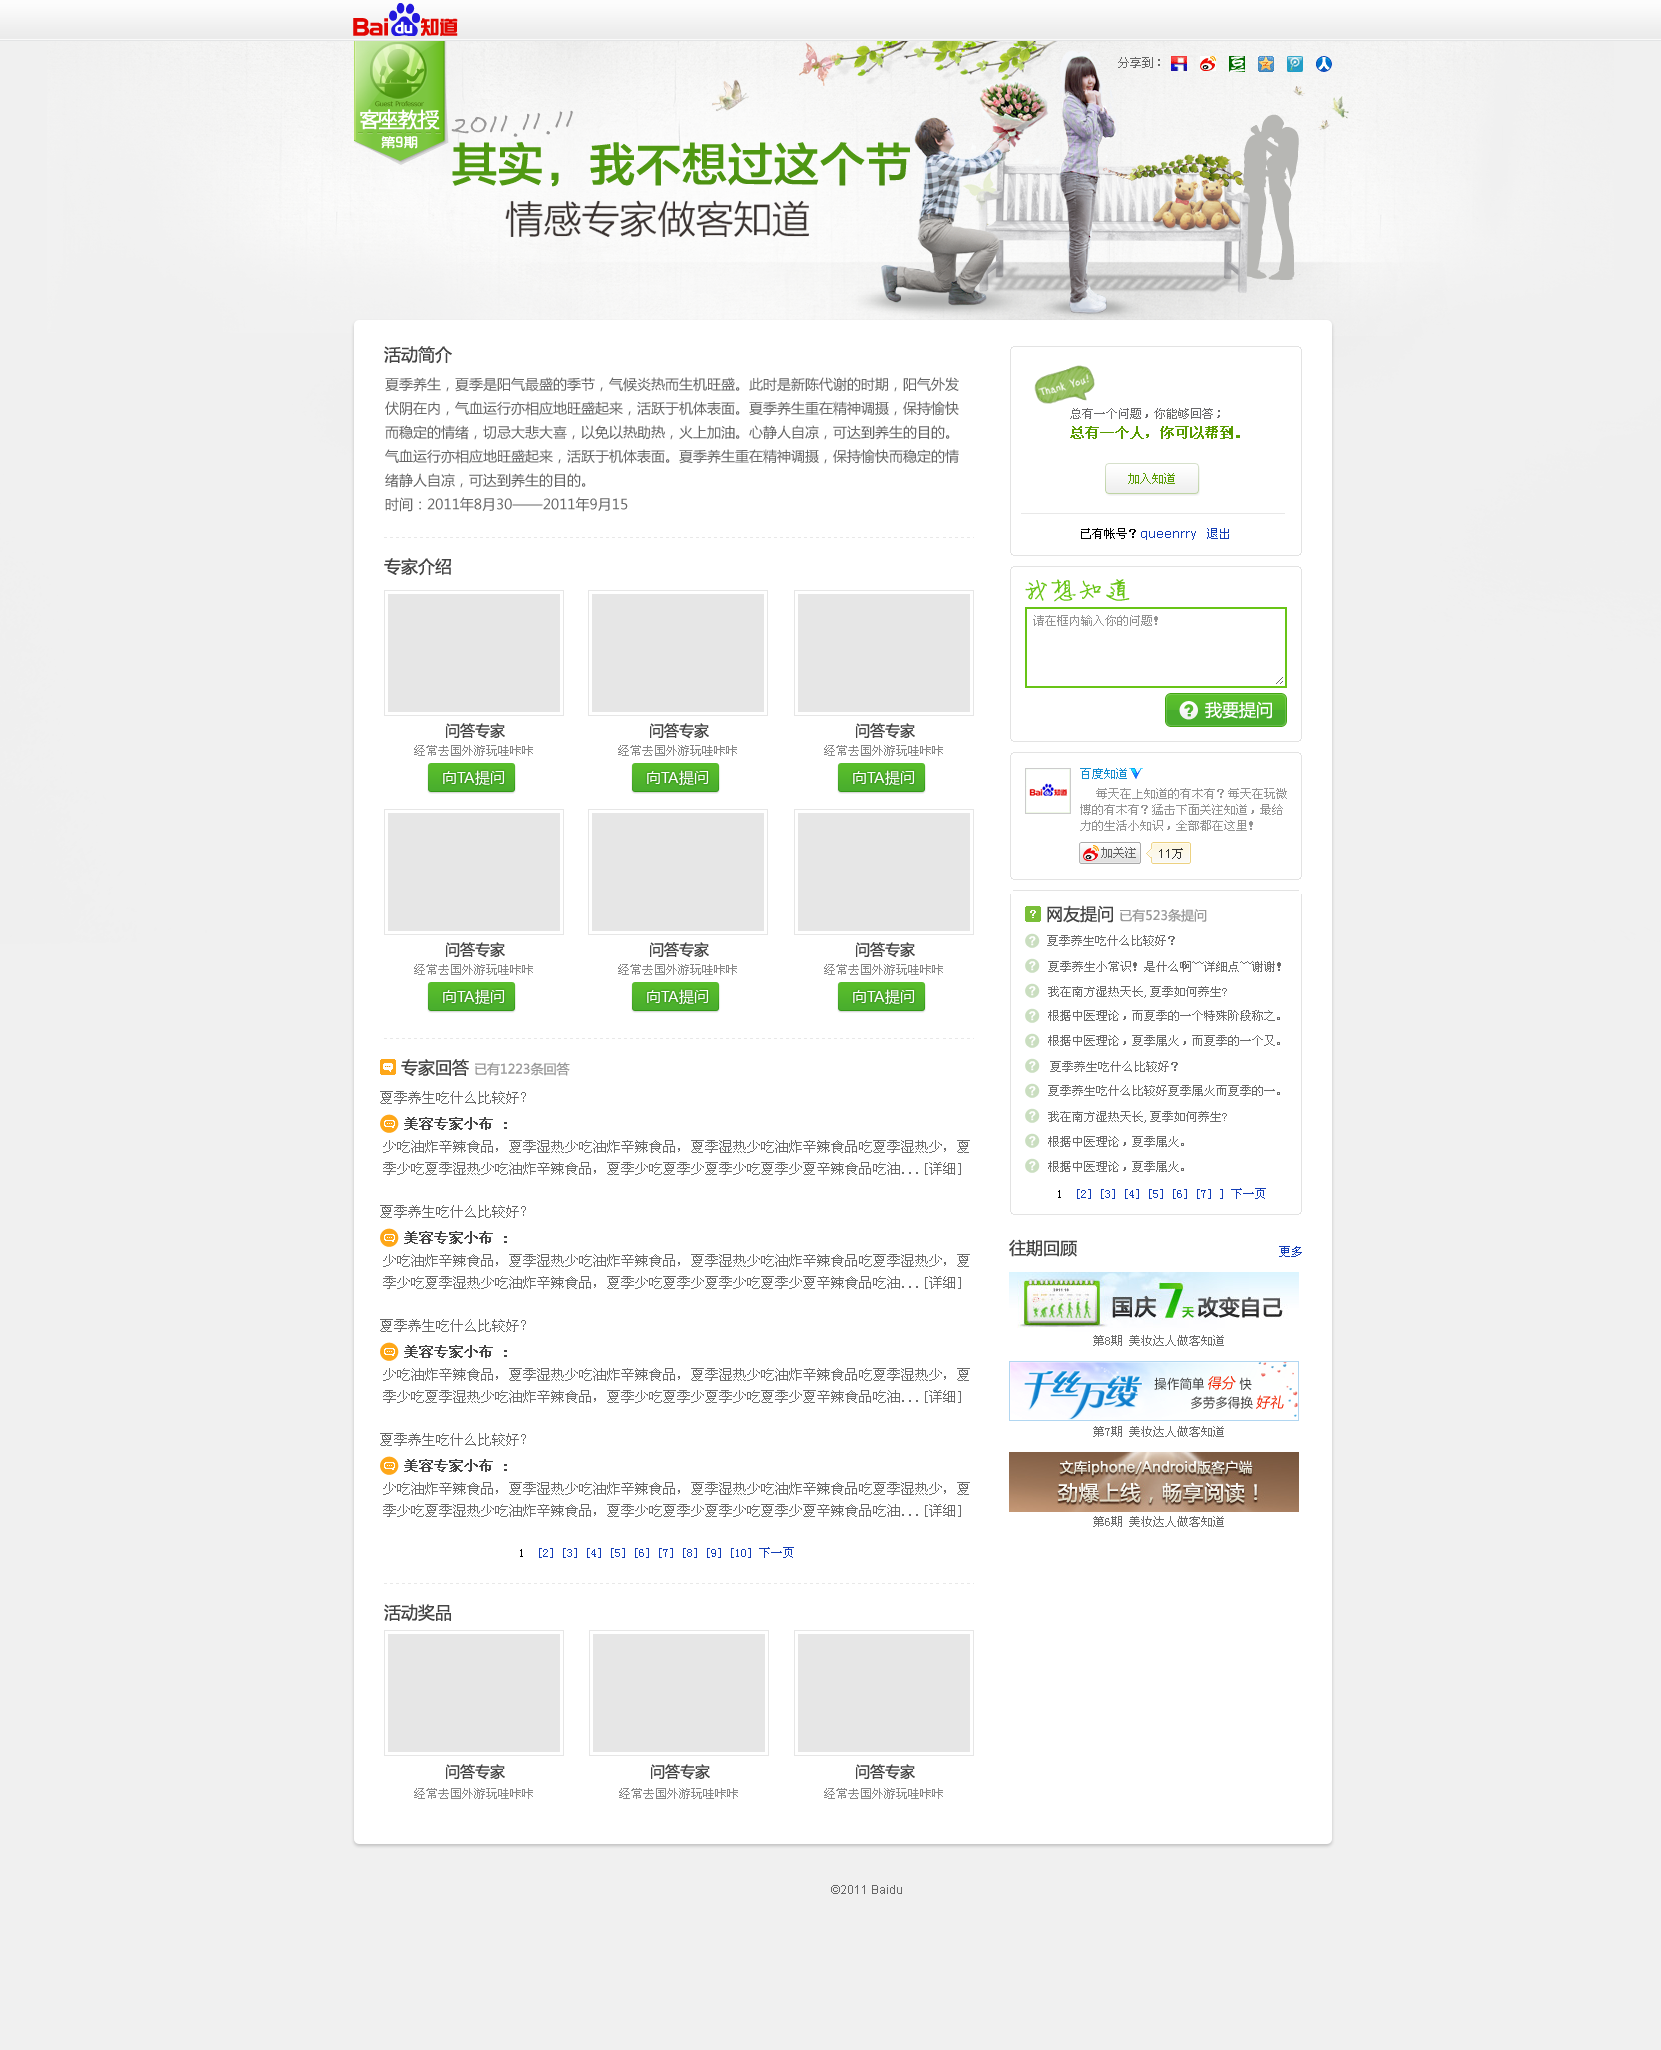 Bai du 知道
分享到：
Guest Professor
客座教授
第9期
2011.11.11
其实，我不想过这个节
情感专家做客知道
活动简介
夏季养生，夏季是阳气最盛的季节，气候炎热而生机旺盛。此时是新陈代谢的时期，阳气外发
伏阴在内，气血运行亦相应地旺盛起来，活跃于机体表面。夏季养生重在精神调摄，保持愉快
而稳定的情绪，切忌大悲大喜，以免以热助热，火上加油。心静人自凉，可达到养生的目的。
气血运行亦相应地旺盛起来，活跃于机体表面。夏季养生重在精神调摄，保持愉快而稳定的情
绪静人自凉，可达到养生的目的。
时间：2011年8月30——2011年9月15
专家介绍
问答专家 问答专家 问答专家
经常去国外游玩哇咔咔 经常去国外游玩哇咔咔 经常去国外游玩哇咔咔
向TA提问 向TA提问 向TA提问
问答专家 问答专家 问答专家
经常去国外游玩哇咔咔 经常去国外游玩哇咔咔 经常去国外游玩哇咔咔
向TA提问 向TA提问 向TA提问
专家回答 已有1223条回答
夏季养生吃什么比较好?
美容专家小布 ：
少吃油炸辛辣食品，夏季湿热少吃油炸辛辣食品，夏季湿热少吃油炸辛辣食品吃夏季湿热少，夏
季少吃夏季湿热少吃油炸辛辣食品，夏季少吃夏季少夏季少吃夏季少夏辛辣食品吃油...[详细]
夏季养生吃什么比较好?
美容专家小布 ：
少吃油炸辛辣食品，夏季湿热少吃油炸辛辣食品，夏季湿热少吃油炸辛辣食品吃夏季湿热少，夏
季少吃夏季湿热少吃油炸辛辣食品，夏季少吃夏季少夏季少吃夏季少夏辛辣食品吃油...[详细]
夏季养生吃什么比较好?
美容专家小布 ：
少吃油炸辛辣食品，夏季湿热少吃油炸辛辣食品，夏季湿热少吃油炸辛辣食品吃夏季湿热少，夏
季少吃夏季湿热少吃油炸辛辣食品，夏季少吃夏季少夏季少吃夏季少夏辛辣食品吃油...[详细]
夏季养生吃什么比较好?
美容专家小布 ：
少吃油炸辛辣食品，夏季湿热少吃油炸辛辣食品，夏季湿热少吃油炸辛辣食品吃夏季湿热少，夏
季少吃夏季湿热少吃油炸辛辣食品，夏季少吃夏季少夏季少吃夏季少夏辛辣食品吃油...[详细]
1 [2] [3] [4] [5] [6] [7] [8] [9] [10] 下一页
活动奖品
问答专家 问答专家 问答专家
经常去国外游玩哇咔咔 经常去国外游玩哇咔咔 经常去国外游玩哇咔咔
Thank You!
总有一个问题，你能够回答；
总有一个人，你可以帮到。
加入知道
已有帐号？queenrry 退出
我想知道
请在框内输入你的问题！
我要提问
Bai du 知道
百度知道
每天在上知道的有木有？每天在玩微
博的有木有？猛击下面关注知道，最给
力的生活小知识，全部都在这里！
加关注 11万
网友提问 已有523条提问
夏季养生吃什么比较好？
夏季养生小常识！是什么啊~~详细点~~谢谢！
我在南方湿热天长,夏季如何养生?
根据中医理论，而夏季的一个特殊阶段称之。
根据中医理论，夏季属火，而夏季的一个又。
夏季养生吃什么比较好？
夏季养生吃什么比较好夏季属火而夏季的一。
我在南方湿热天长,夏季如何养生?
根据中医理论，夏季属火。
根据中医理论，夏季属火。
1 [2] [3] [4] [5] [6] [7] ] 下一页
往期回顾 更多
国庆7天改变自己
第8期 美妆达人做客知道
千丝万缕 操作简单 得分 快
多劳多得换 好礼
第7期 美妆达人做客知道
文库iphone/Android版客户端
劲爆上线，畅享阅读！
第6期 美妆达人做客知道
©2011 Baidu